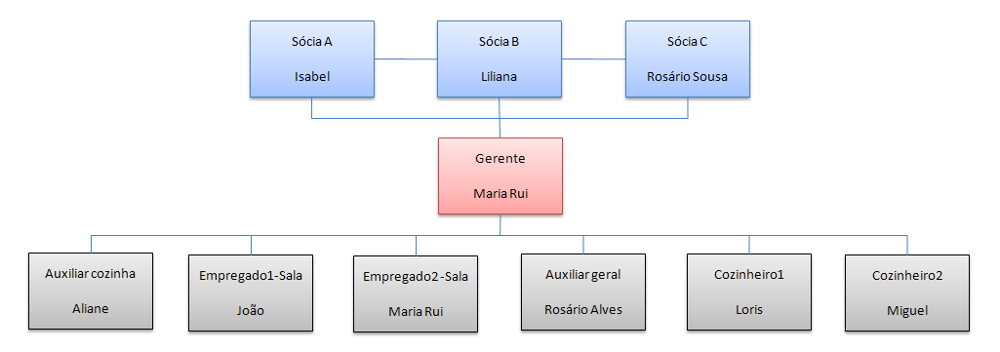 Sócia A
Isabel
Sócia B
Liliana
Sócia C
Rosário Sousa
Gerente
Maria Rui
Auxiliar cozinha
Aliane
Empregado1-Sala
João
Empregado2-Sala
Maria Rui
Auxiliar geral
Rosário Alves
Cozinheiro1
Loris
Cozinheiro2
Miguel